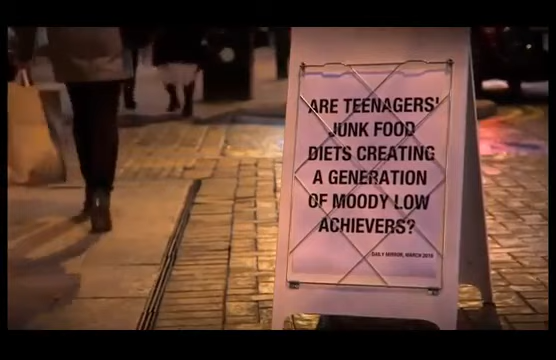 ARE TEENAGERS'
JUNK FOOD
DIETS CREATING
A GENERATION
OF MOODY LOW
ACHIEVERS?
DAILY MIRROR, MARCH 2010